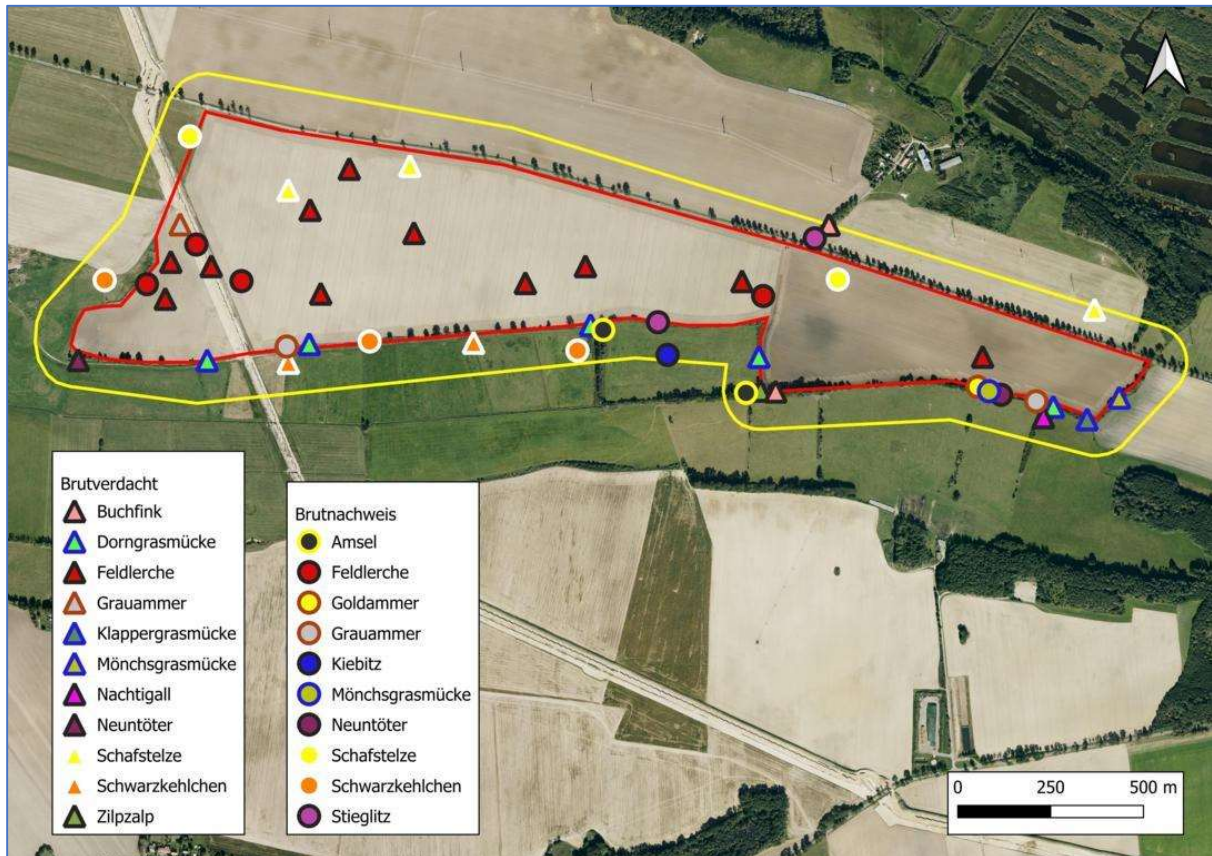 Brutverdacht
Buchfink
Dorngrasmücke
Feldlerche
Grauammer
Klappergrasmücke
Mönchsgrasmücke
Nachtigall
Neuntöter
Schafstelze
Schwarzkehlchen
Zilpzalp
Brutnachweis
Amsel
Feldlerche
Goldammer
Grauammer
Kiebitz
Mönchsgrasmücke
Neuntöter
Schafstelze
Schwarzkehlchen
Stieglitz
0 250 500 m